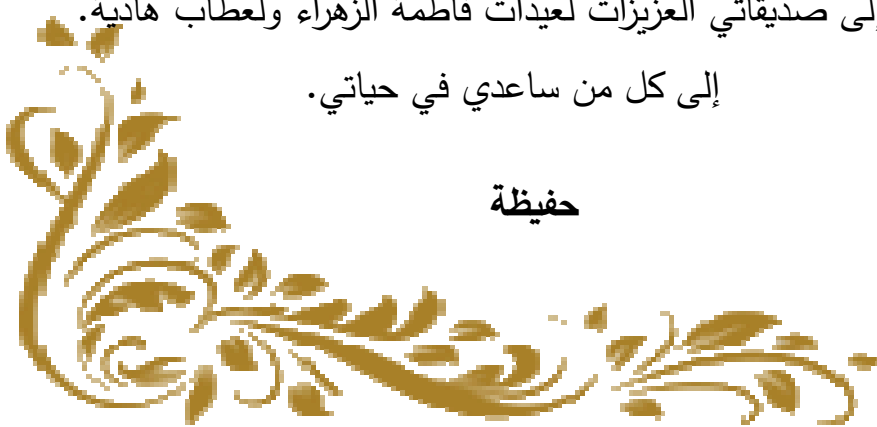 إلى صديقاتي العزيزات لعيدات فاطمة الزهراء ولعطاب هادية.
إلى كل من ساعدي في حياتي.
حفيظة